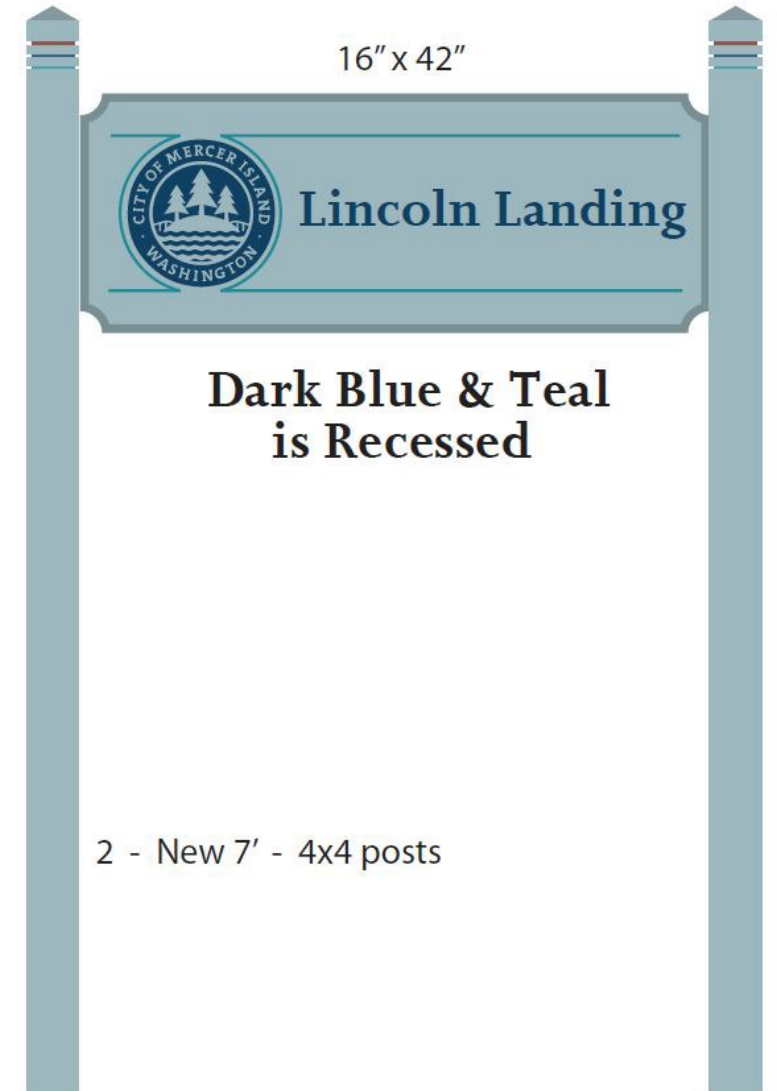 16” x 42”
CITY OF MERCER ISLAND
· WASHINGTON ·
Lincoln Landing
Dark Blue & Teal
is Recessed
2 - New 7’ - 4x4 posts